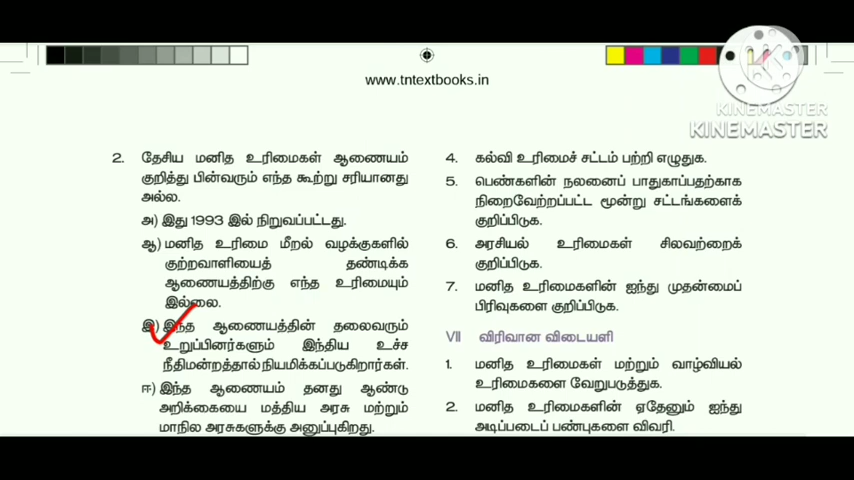 www.tntextbooks.in
KINEMASTER
KINEMASTER
2. தேசிய மனித உரிமைகள் ஆணையம்
குறித்து பின்வரும் எந்த கூற்று சரியானது
அல்ல.
அ) இது 1993 இல் நிறுவப்பட்டது.
ஆ) மனித உரிமை மீறல் வழக்குகளில்
குற்றவாளியைத் தண்டிக்க
ஆணையத்திற்கு எந்த உரிமையும்
இல்லை.
இ) இந்த ஆணையத்தின் தலைவரும்
உறுப்பினர்களும் இந்திய உச்ச
நீதிமன்றத்தால் நியமிக்கப்படுகிறார்கள்.
ஈ) இந்த ஆணையம் தனது ஆண்டு
அறிக்கையை மத்திய அரசு மற்றும்
மாநில அரசுகளுக்கு அனுப்புகிறது.
4. கல்வி உரிமைச் சட்டம் பற்றி எழுதுக.
5. பெண்களின் நலனைப் பாதுகாப்பதற்காக
நிறைவேற்றப்பட்ட மூன்று சட்டங்களைக்
குறிப்பிடுக.
6. அரசியல் உரிமைகள் சிலவற்றைக்
குறிப்பிடுக.
7. மனித உரிமைகளின் ஐந்து முதன்மைப்
பிரிவுகளை குறிப்பிடுக.
VII விரிவான விடையளி
1. மனித உரிமைகள் மற்றும் வாழ்வியல்
உரிமைகளை வேறுபடுத்துக.
2. மனித உரிமைகளின் ஏதேனும் ஐந்து
அடிப்படைப் பண்புகளை விவரி.